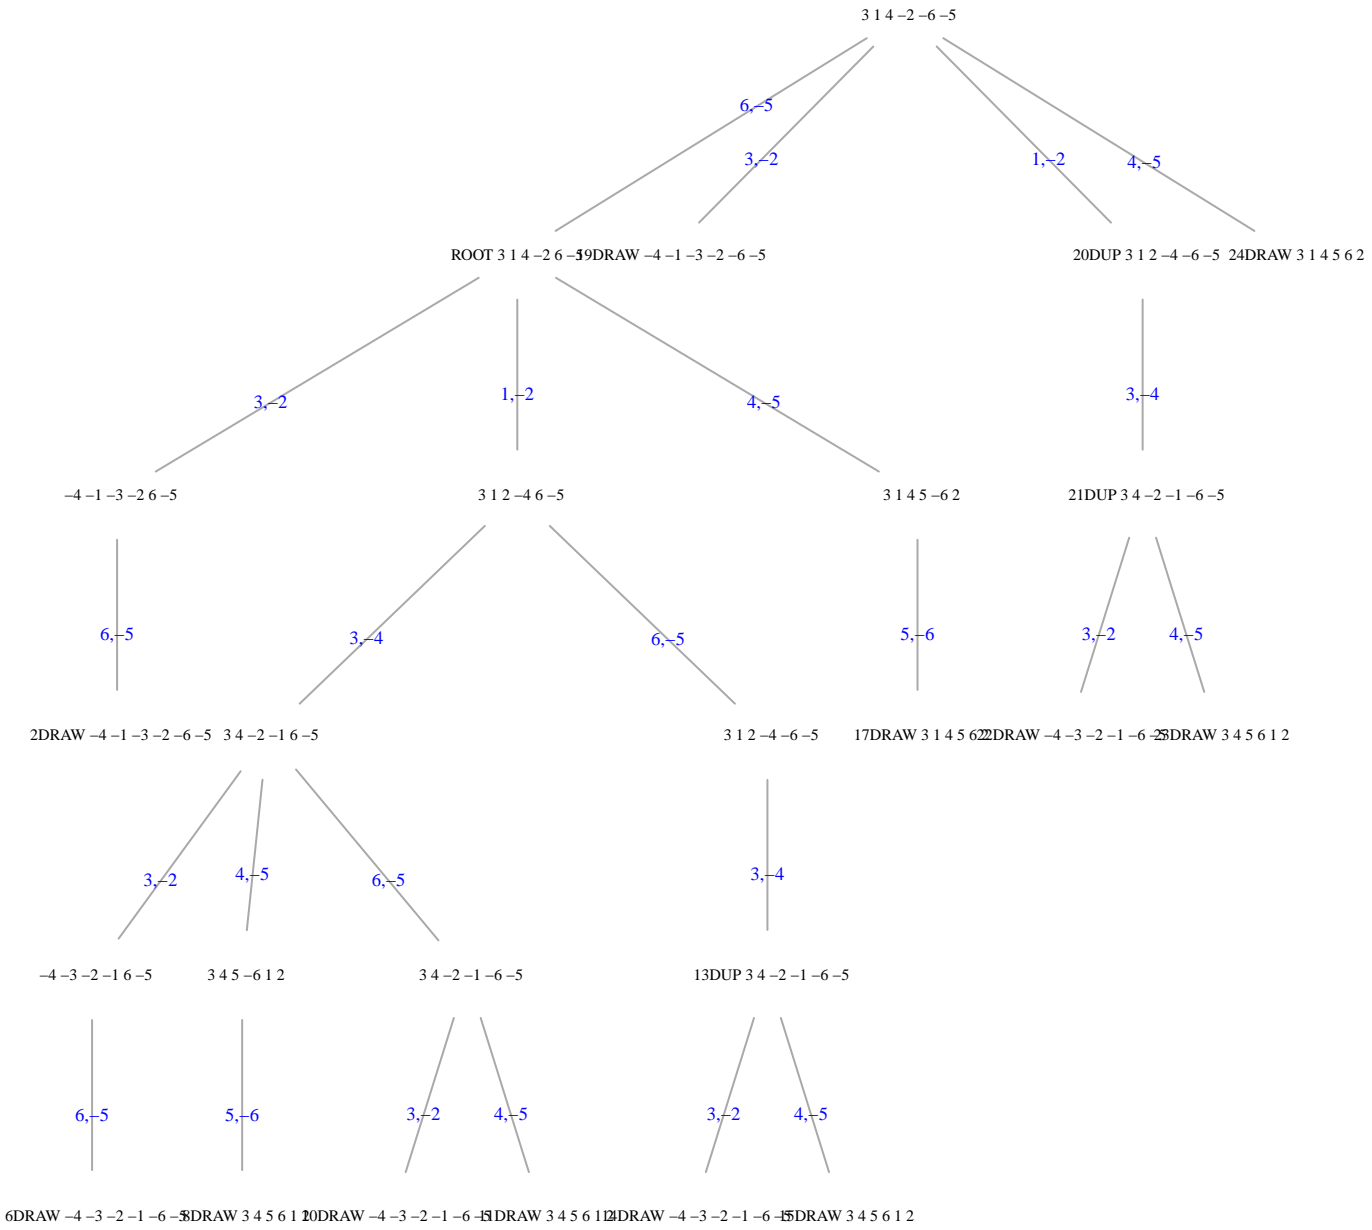 3 1 4 −2 −6 −5
6,−5
3,−2
1,−2
4,−5
ROOT 3 1 4 −2 6 −5 19DRAW −4 −1 −3 −2 −6 −5 20DUP 3 1 2 −4 −6 −5 24DRAW 3 1 4 5 6 2
3,−2 1,−2 4,−5 3,−4
−4 −1 −3 −2 6 −5 3 1 2 −4 6 −5 3 1 4 5 −6 2 21DUP 3 4 −2 −1 −6 −5
6,−5 3,−4 6,−5 5,−6 3,−2 4,−5
2DRAW −4 −1 −3 −2 −6 −5 3 4 −2 −1 6 −5 3 1 2 −4 −6 −5 17DRAW 3 1 4 5 6 2 22DRAW −4 −3 −2 −1 −6 −5 23DRAW 3 4 5 6 1 2
3,−2 4,−5 6,−5 3,−4
−4 −3 −2 −1 6 −5 3 4 5 −6 1 2 3 4 −2 −1 −6 −5 13DUP 3 4 −2 −1 −6 −5
6,−5 5,−6 3,−2 4,−5 3,−2 4,−5
6DRAW −4 −3 −2 −1 −6 −5 8DRAW 3 4 5 6 1 2 10DRAW −4 −3 −2 −1 −6 −5 11DRAW 3 4 5 6 1 2 14DRAW −4 −3 −2 −1 −6 −5 15DRAW 3 4 5 6 1 2